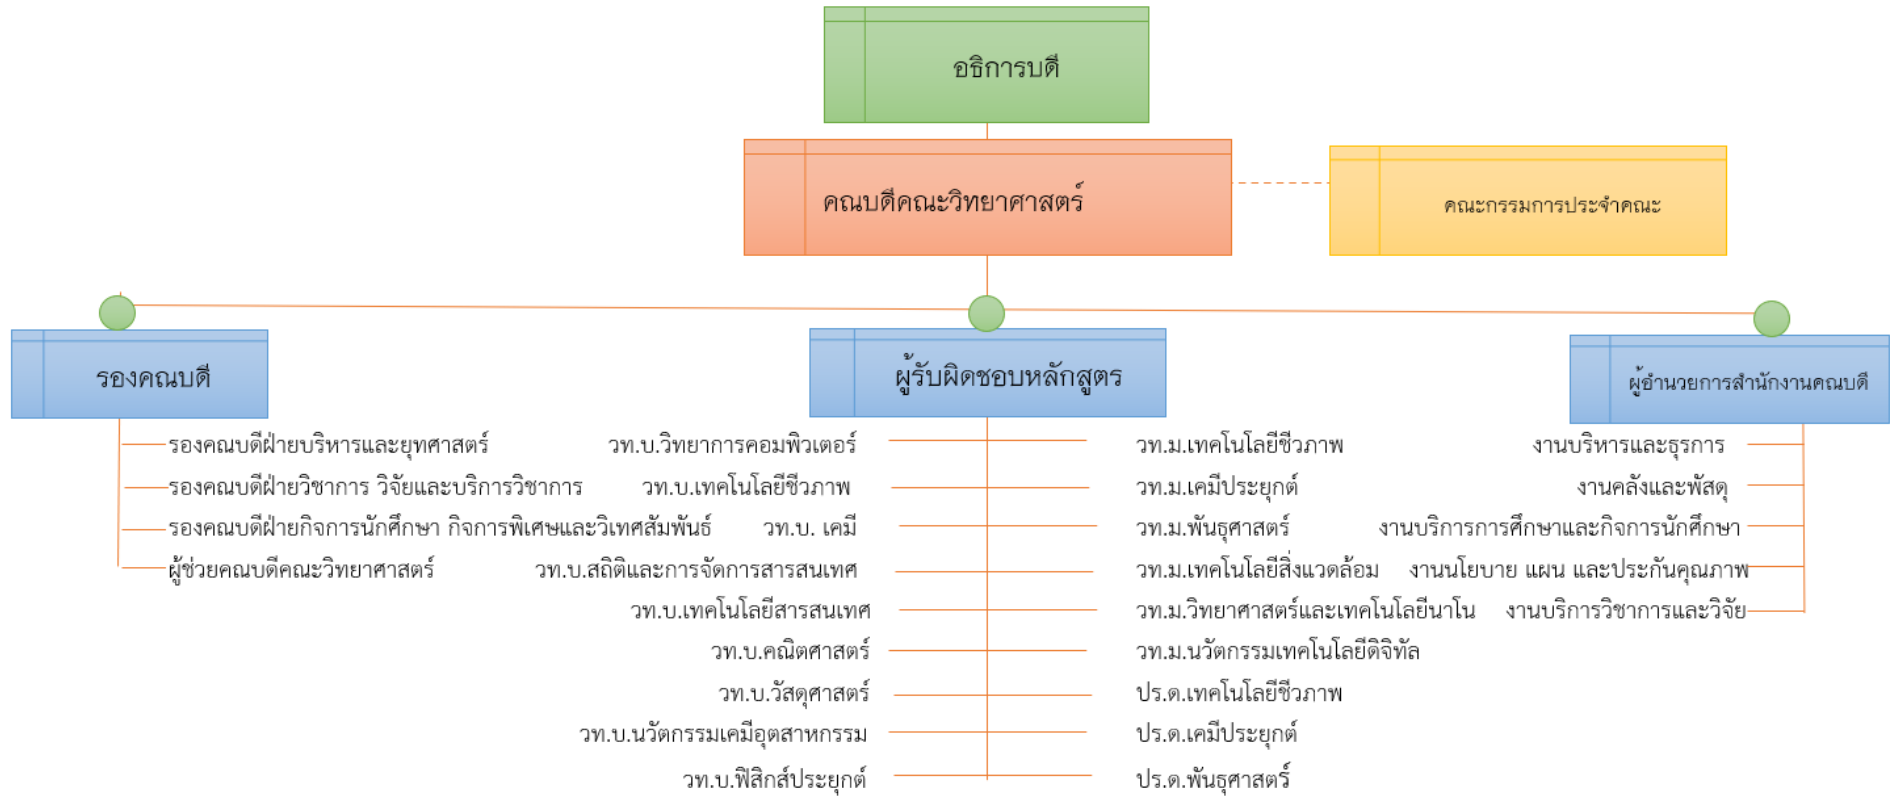 อธิการบดี
คณบดีคณะวิทยาศาสตร์
คณะกรรมการประจำคณะ
รองคณบดี
รองคณบดีฝ่ายบริหารและยุทศาสตร์
รองคณบดีฝ่ายวิชาการ วิจัยและบริการวิชาการ
รองคณบดีฝ่ายกิจการนักศึกษา กิจการพิเศษและวิเทศสัมพันธ์
ผู้ช่วยคณบดีคณะวิทยาศาสตร์
ผู้รับผิดชอบหลักสูตร
วท.บ.วิทยาการคอมพิวเตอร์
วท.บ.เทคโนโลยีชีวภาพ
วท.บ. เคมี
วท.บ.สถิติและการจัดการสารสนเทศ
วท.บ.เทคโนโลยีสารสนเทศ
วท.บ.คณิตศาสตร์
วท.บ.วัสดุศาสตร์
วท.บ.นวัตกรรมเคมีอุตสาหกรรม
วท.บ.ฟิสิกส์ประยุกต์
วท.ม.เทคโนโลยีชีวภาพ
วท.ม.เคมีประยุกต์
วท.ม.พันธุศาสตร์
วท.ม.เทคโนโลยีสิ่งแวดล้อม
วท.ม.วิทยาศาสตร์และเทคโนโลยีนาโน
วท.ม.นวัตกรรมเทคโนโลยีดิจิทัล
ปร.ด.เทคโนโลยีชีวภาพ
ปร.ด.เคมีประยุกต์
ปร.ด.พันธุศาสตร์
ผู้อำนวยการสำนักงานคณบดี
งานบริหารและธุรการ
งานคลังและพัสดุ
งานบริการการศึกษาและกิจการนักศึกษา
งานนโยบาย แผน และประกันคุณภาพ
งานบริการวิชาการและวิจัย